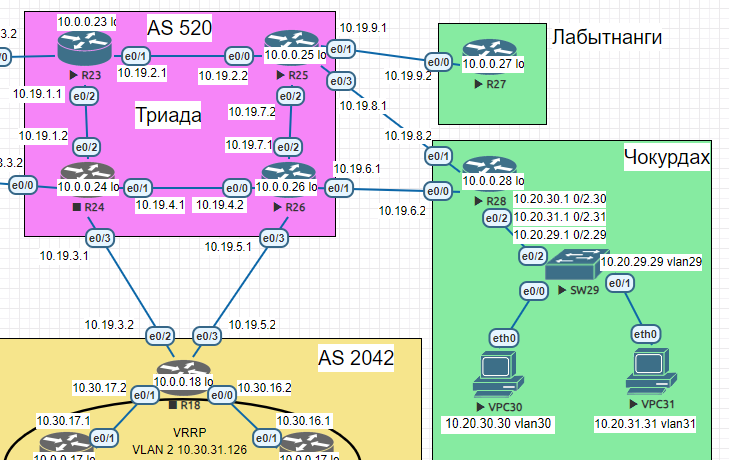 3.2
10.0.0.23 lo
AS 520
10.19.9.1
Лабытнанги
/0
e0/1
e0/0
10.0.0.25 lo
e0/1
R23
10.19.2.1
10.19.2.2
R25
e0/3
10.19.9.2
e0/0
10.0.0.27 lo
R27
10.19.1.1
e0/2
e0/2
10.19.8.1
Триада
10.19.7.2
10.19.1.2
e0/2
10.19.7.1
e0/2
10.19.8.2
3.3.2
10.19.6.1
e0/1
Чокурдах
e0/0
10.0.0.24 lo
e0/1
e0/0
10.0.0.26 lo
e0/1
e0/0
10.0.0.28 lo
R24
10.19.4.1
10.19.4.2
R26
10.19.6.2
R28
10.20.30.1 0/2.30
e0/2
10.20.31.1 0/2.31
10.20.29.1 0/2.29
e0/3
e0/3
10.19.3.1
10.19.5.1
e0/2
10.20.29.29 vlan29
SW29
e0/0
e0/1
10.19.3.2
e0/2
e0/3
10.19.5.2
eth0
eth0
AS 2042
10.0.0.18 lo
10.30.17.2
e0/1
e0/0
10.30.16.2
R18
VPC30
VPC31
10.30.17.1
10.30.16.1
10.20.30.30 vlan30
10.20.31.31 vlan31
e0/1
VRRP
e0/1
VLAN 2 10.30.31.126
10.0.0.17 lo
10.0.0.17 lo